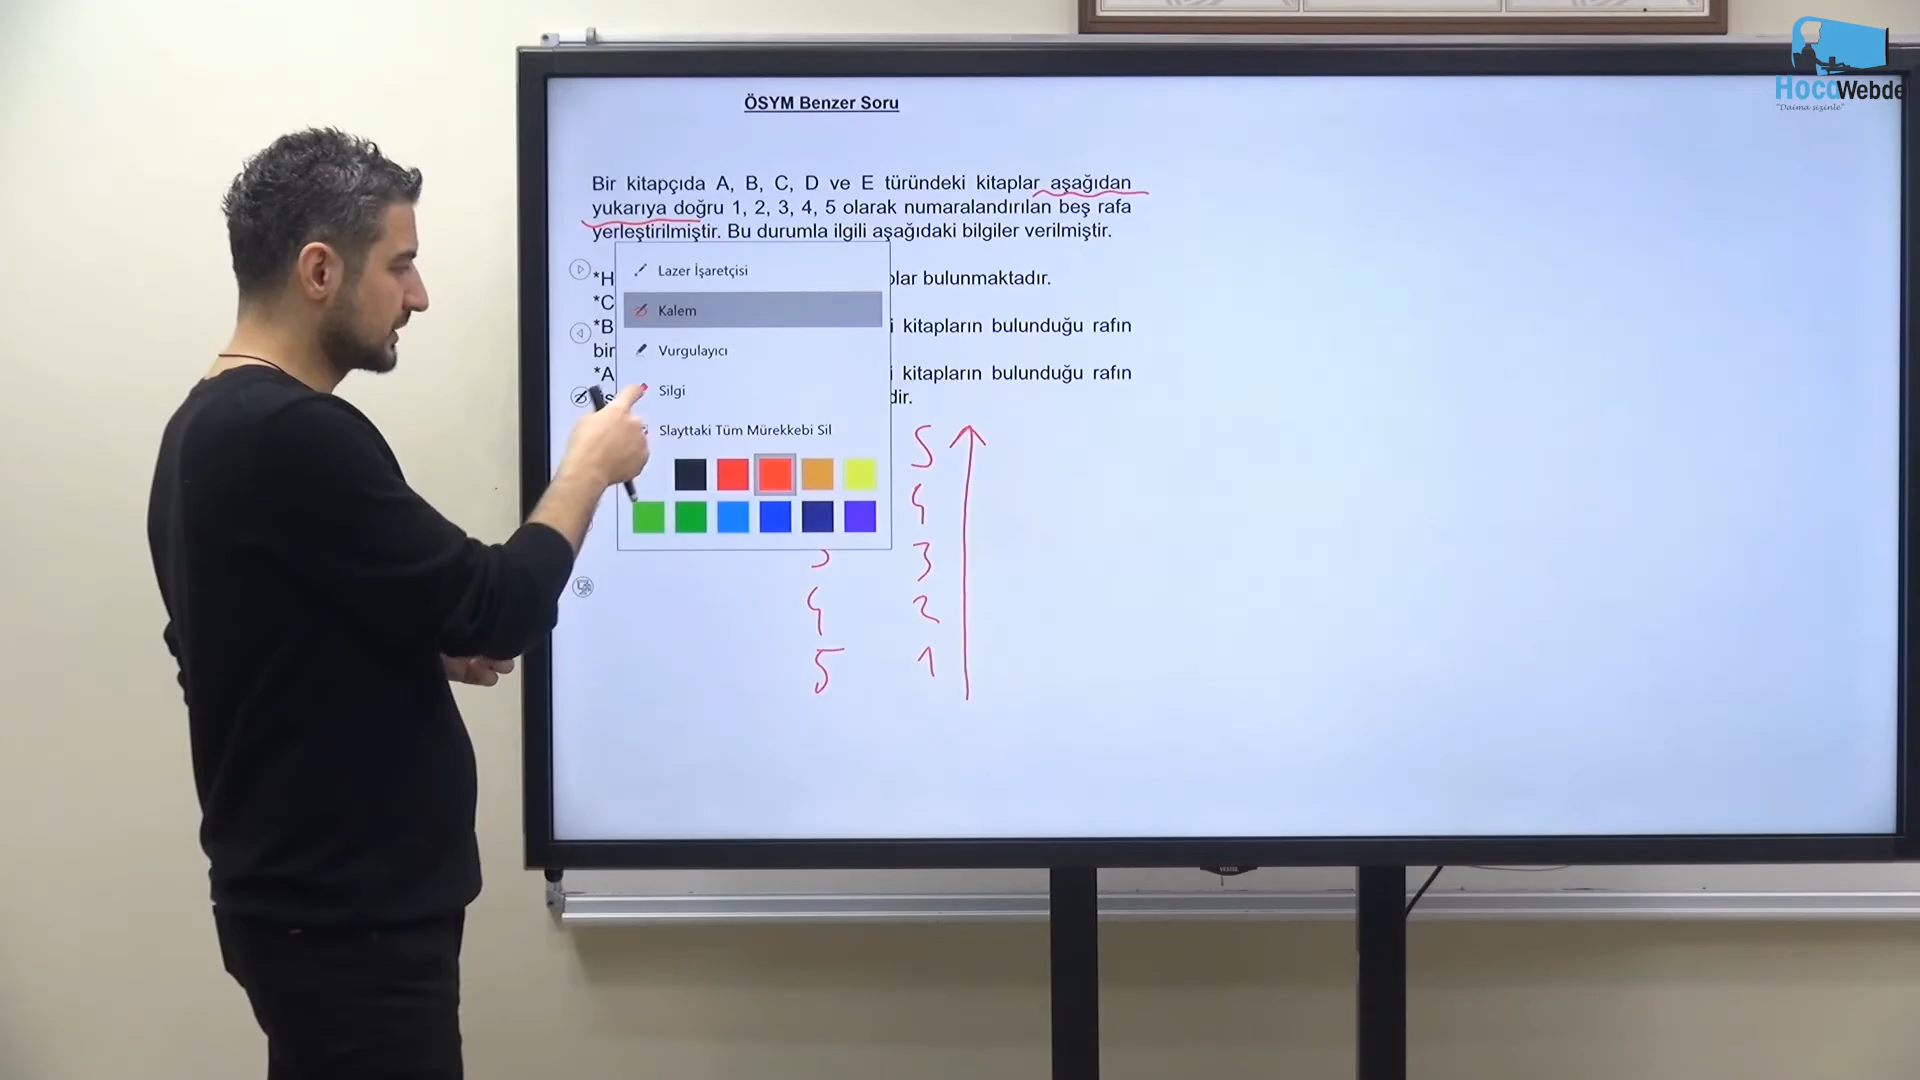 HocaWebde
"Daima sizinle"
ÖSYM Benzer Soru
Bir kitapçıda A, B, C, D ve E türündeki kitaplar aşağıdan
yukarıya doğru 1, 2, 3, 4, 5 olarak numaralandırılan beş rafa
yerleştirilmiştir. Bu durumla ilgili aşağıdaki bilgiler verilmiştir.
*H
olar bulunmaktadır.
*C
*B
i kitapların bulunduğu rafın
bir
*A
i kitapların bulunduğu rafın
dir.
Lazer İşaretçisi
Kalem
Vurgulayıcı
Silgi
Slayttaki Tüm Mürekkebi Sil
5
4
3
4 2
5 1